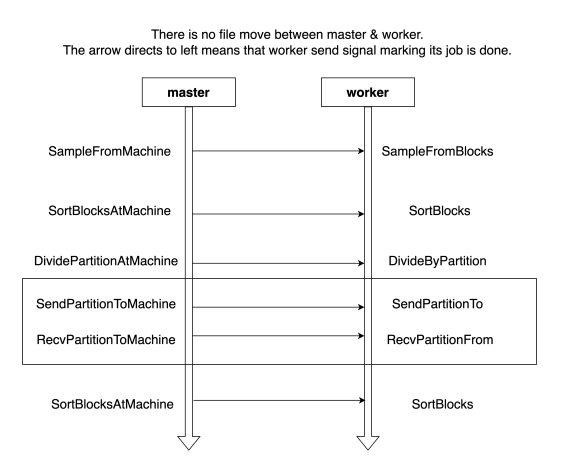 There is no file move between master & worker.
The arrow directs to left means that worker send signal marking its job is done.
master worker
SampleFromMachine SampleFromBlocks
SortBlocksAtMachine SortBlocks
DividePartitionAtMachine DivideByPartition
SendPartitionToMachine SendPartitionTo
RecvPartitionToMachine RecvPartitionFrom
SortBlocksAtMachine SortBlocks